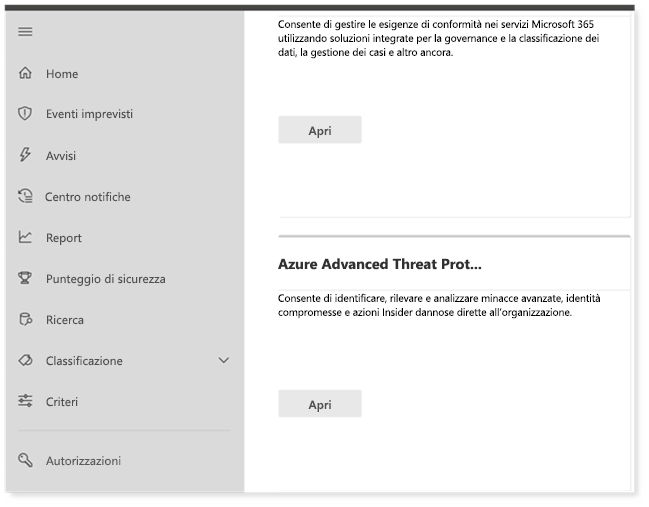 Home
Eventi imprevisti
Avvisi
Centro notifiche
Report
Punteggio di sicurezza
Ricerca
Classificazione
Criteri
Autorizzazioni
Consente di gestire le esigenze di conformità nei servizi Microsoft 365
utilizzando soluzioni integrate per la governance e la classificazione dei
dati, la gestione dei casi e altro ancora.
Apri
Azure Advanced Threat Prot...
Consente di identificare, rilevare e analizzare minacce avanzate, identità
compromesse e azioni Insider dannose dirette all'organizzazione.
Apri